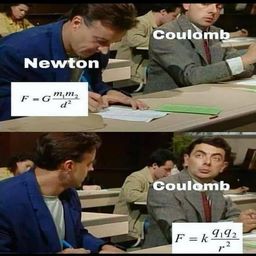 Coulomb
Newton
F = G m₁m₂ / d²
Coulomb
F = k q₁q₂ / r²